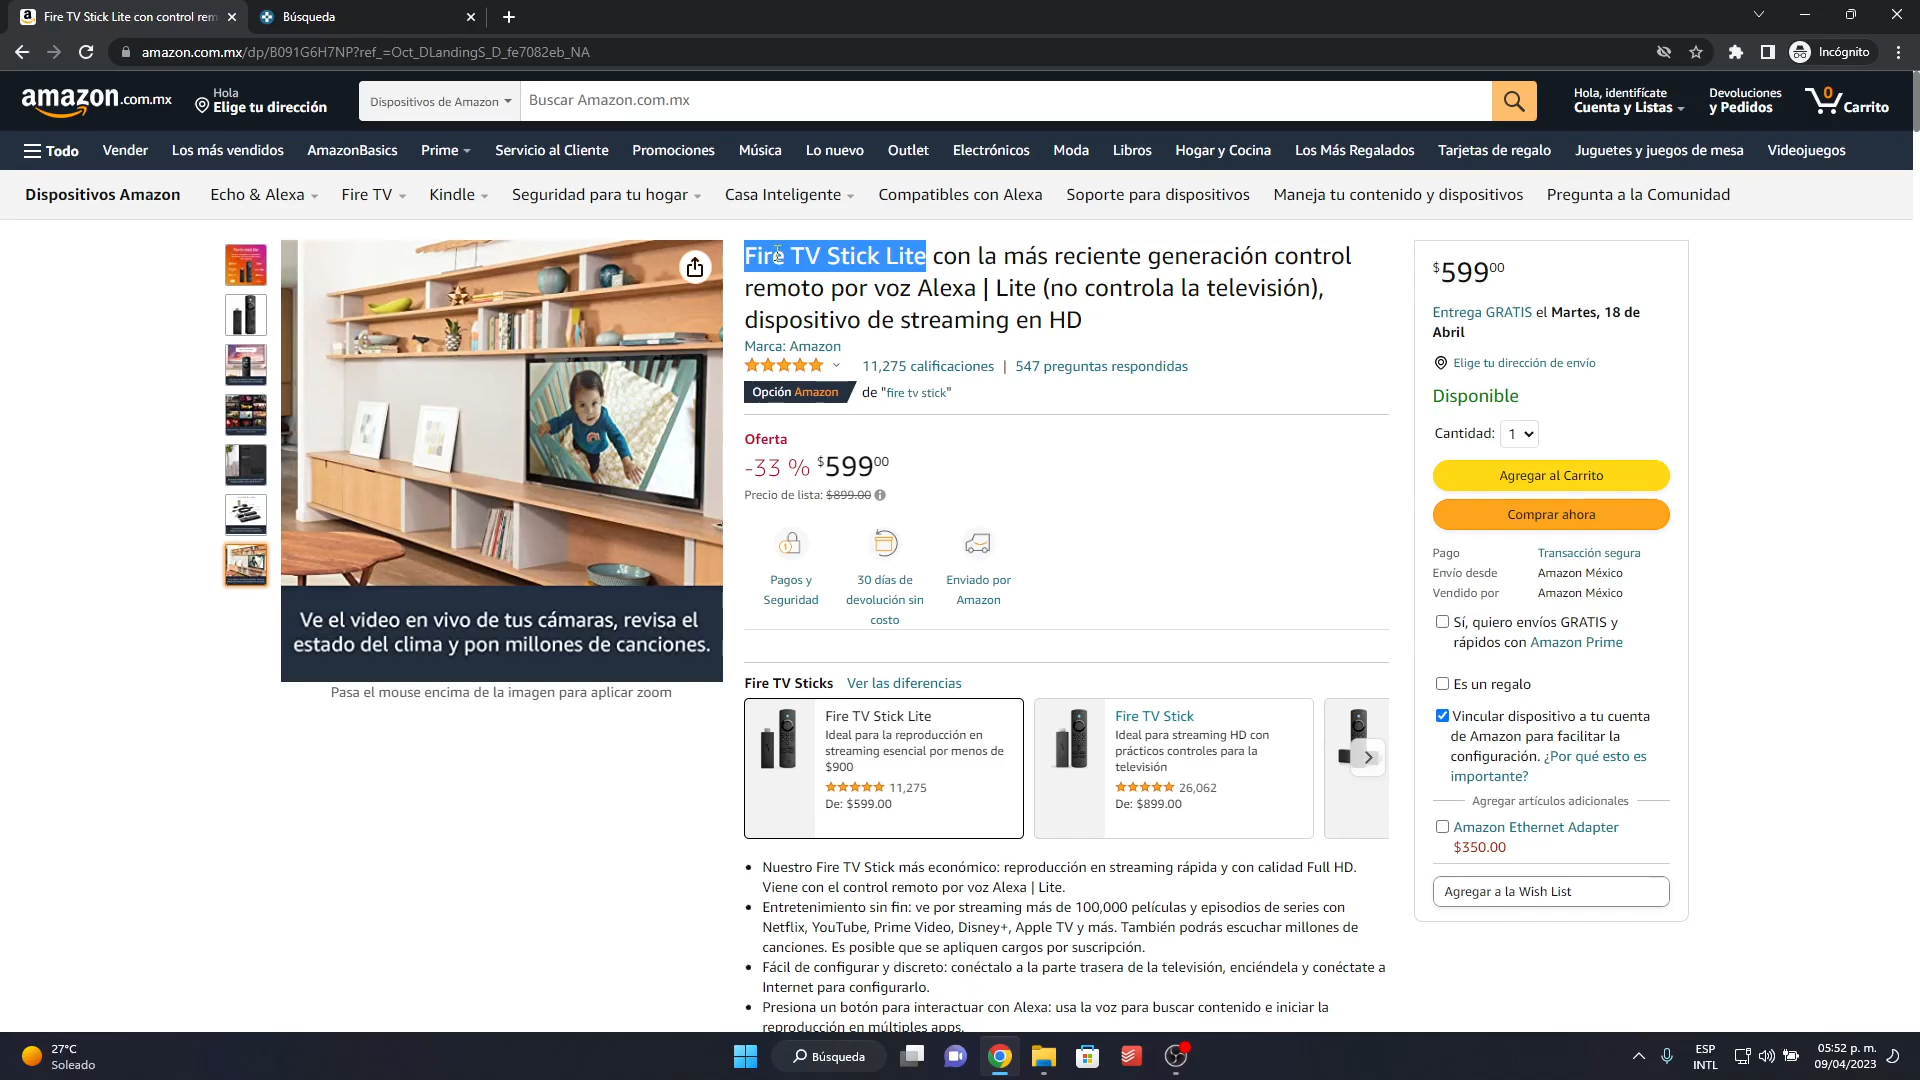 Fire TV Stick Lite con control rem
Búsqueda
amazon.com.mx/dp/B091G6H7NP?ref_=Oct_DLandingS_D_fe7082eb_NA
Incógnito
amazon.com.mx
Hola
Elige tu dirección
Dispositivos de Amazon
Buscar Amazon.com.mx
Hola, identifícate
Cuenta y Listas
Devoluciones
y Pedidos
0
Carrito
Todo
Vender
Los más vendidos
AmazonBasics
Prime
Servicio al Cliente
Promociones
Música
Lo nuevo
Outlet
Electrónicos
Moda
Libros
Hogar y Cocina
Los Más Regalados
Tarjetas de regalo
Juguetes y juegos de mesa
Videojuegos
Dispositivos Amazon
Echo & Alexa
Fire TV
Kindle
Seguridad para tu hogar
Casa Inteligente
Compatibles con Alexa
Soporte para dispositivos
Maneja tu contenido y dispositivos
Pregunta a la Comunidad
Ve el video en vivo de tus cámaras, revisa el
estado del clima y pon millones de canciones.
Pasa el mouse encima de la imagen para aplicar zoom
Fire TV Stick Lite con la más reciente generación control
remoto por voz Alexa | Lite (no controla la televisión),
dispositivo de streaming en HD
Marca: Amazon
11,275 calificaciones | 547 preguntas respondidas
Opción Amazon de "fire tv stick"
Oferta
-33 % $59900
Precio de lista: $899.00
Pagos y
Seguridad
30 días de
devolución sin
costo
Enviado por
Amazon
Fire TV Sticks Ver las diferencias
Fire TV Stick Lite
Ideal para la reproducción en
streaming esencial por menos de
$900
11,275
De: $599.00
Fire TV Stick
Ideal para streaming HD con
prácticos controles para la
televisión
26,062
De: $899.00
• Nuestro Fire TV Stick más económico: reproducción en streaming rápida y con calidad Full HD.
Viene con el control remoto por voz Alexa | Lite.
• Entretenimiento sin fin: ve por streaming más de 100,000 películas y episodios de series con
Netflix, YouTube, Prime Video, Disney+, Apple TV y más. También podrás escuchar millones de
canciones. Es posible que se apliquen cargos por suscripción.
• Fácil de configurar y discreto: conéctalo a la parte trasera de la televisión, enciéndela y conéctate a
Internet para configurarlo.
• Presiona un botón para interactuar con Alexa: usa la voz para buscar contenido e iniciar la
reproducción en múltiples apps.
$59900
Entrega GRATIS el Martes, 18 de
Abril
Elige tu dirección de envío
Disponible
Cantidad: 1
Agregar al Carrito
Comprar ahora
Pago Transacción segura
Envío desde Amazon México
Vendido por Amazon México
Sí, quiero envíos GRATIS y
rápidos con Amazon Prime
Es un regalo
Vincular dispositivo a tu cuenta
de Amazon para facilitar la
configuración. ¿Por qué esto es
importante?
Agregar artículos adicionales
Amazon Ethernet Adapter
$350.00
Agregar a la Wish List
27°C
Soleado
Búsqueda
ESP
INTL
05:52 p. m.
09/04/2023